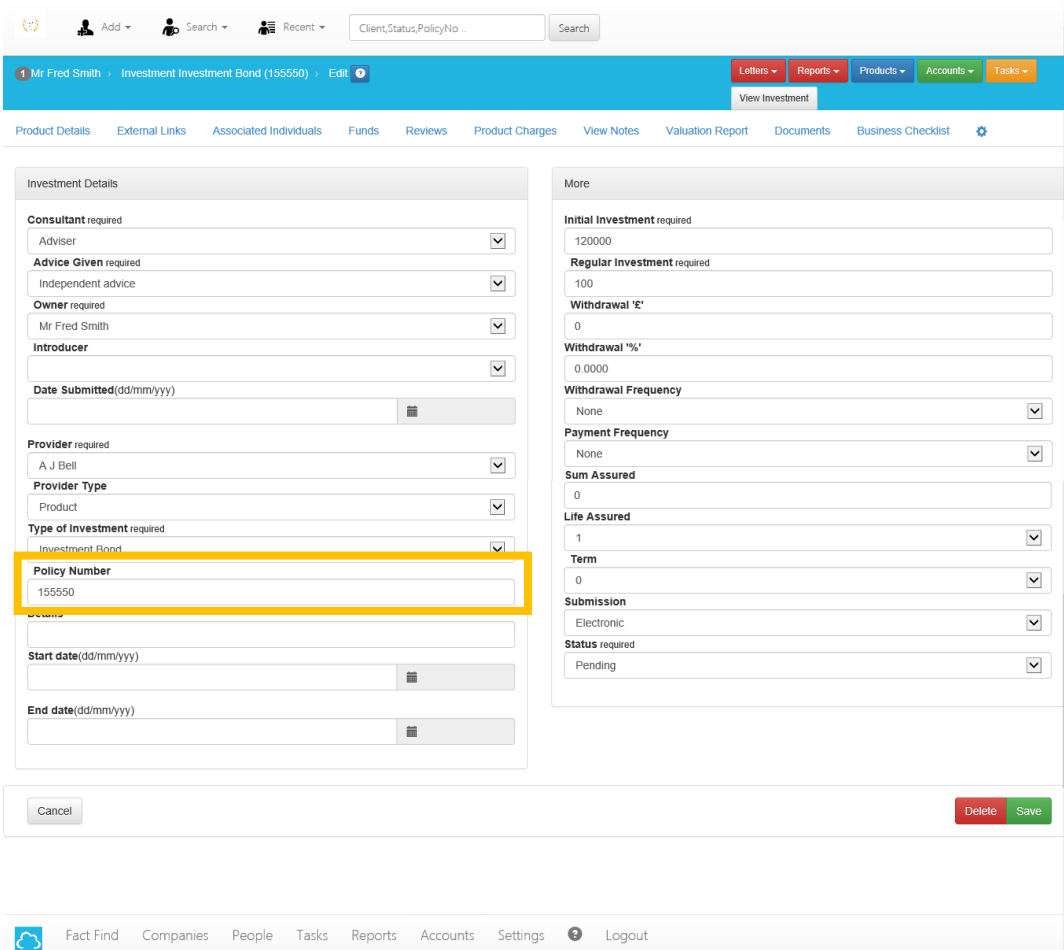 Add
Search
Recent
Client,Status,PolicyNo ..
Search
1 Mr Fred Smith › Investment Investment Bond (155550) › Edit
Letters
Reports
Products
Accounts
Tasks
View Investment
Product Details
External Links
Associated Individuals
Funds
Reviews
Product Charges
View Notes
Valuation Report
Documents
Business Checklist
Investment Details
Consultant required
Adviser
Advice Given required
Independent advice
Owner required
Mr Fred Smith
Introducer
Date Submitted(dd/mm/yyy)
Provider required
A J Bell
Provider Type
Product
Type of Investment required
Investment Bond
Policy Number
155550
Details
Start date(dd/mm/yyy)
End date(dd/mm/yyy)
More
Initial Investment required
120000
Regular Investment required
100
Withdrawal '£'
0
Withdrawal '%'
0.0000
Withdrawal Frequency
None
Payment Frequency
None
Sum Assured
0
Life Assured
1
Term
0
Submission
Electronic
Status required
Pending
Cancel
Delete
Save
Fact Find
Companies
People
Tasks
Reports
Accounts
Settings
?
Logout